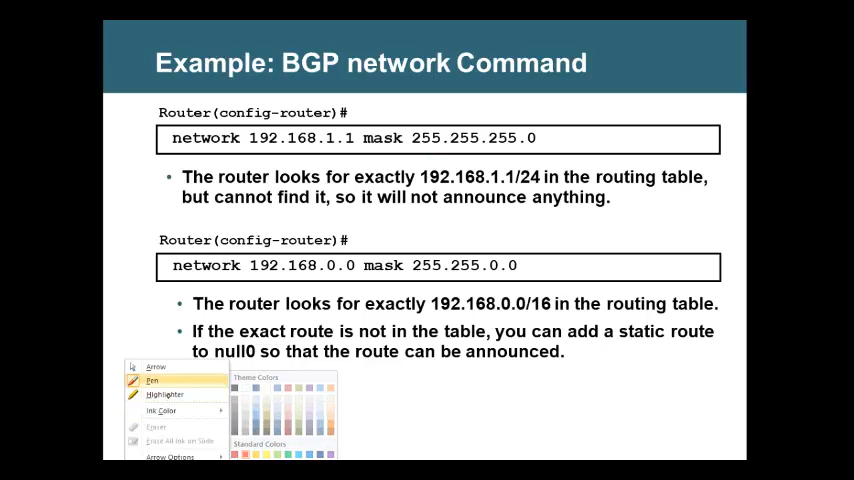 Example: BGP network Command
Router(config-router)#
network 192.168.1.1 mask 255.255.255.0
• The router looks for exactly 192.168.1.1/24 in the routing table,
but cannot find it, so it will not announce anything.
Router(config-router)#
network 192.168.0.0 mask 255.255.0.0
• The router looks for exactly 192.168.0.0/16 in the routing table.
• If the exact route is not in the table, you can add a static route
to null0 so that the route can be announced.
Arrow
Pen
Highlighter
Ink Color
Eraser
Erase All Ink on Slide
Arrow Options
Theme Colors
Standard Colors